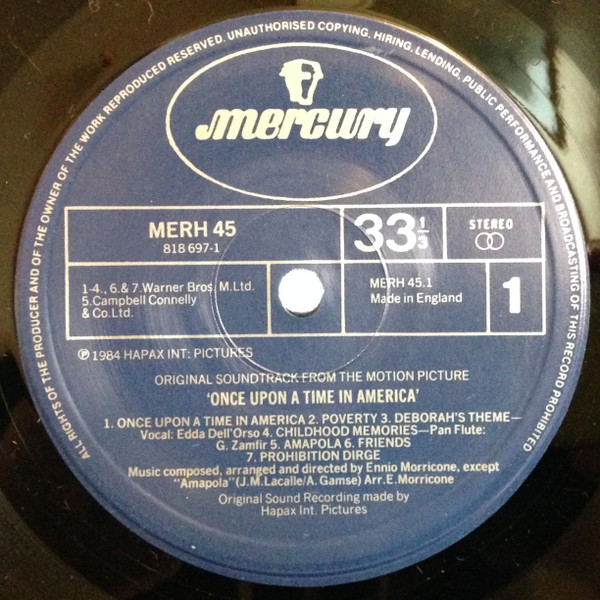 ALL RIGHTS OF THE PRODUCER AND OF THE OWNER OF THE WORK REPRODUCED RESERVED. UNAUTHORISED COPYING, HIRING, LENDING, PUBLIC PERFORMANCE AND BROADCASTING OF THIS RECORD PROHIBITED
mercury
MERH 45
818 697-1
33 1/3
STEREO
1-4., 6.& 7.Warner Bros. M.Ltd.
5.Campbell Connelly
& Co.Ltd.
MERH 45.1
Made in England
1
℗ 1984 HAPAX INT: PICTURES
ORIGINAL SOUNDTRACK FROM THE MOTION PICTURE
'ONCE UPON A TIME IN AMERICA'
1. ONCE UPON A TIME IN AMERICA 2. POVERTY 3. DEBORAH'S THEME—
Vocal: Edda Dell'Orso 4. CHILDHOOD MEMORIES—Pan Flute:
G. Zamfir 5. AMAPOLA 6. FRIENDS
7. PROHIBITION DIRGE
Music composed, arranged and directed by Ennio Morricone, except
"Amapola" (J.M.Lacalle/A. Gamse) Arr.E.Morricone
Original Sound Recording made by
Hapax Int. Pictures